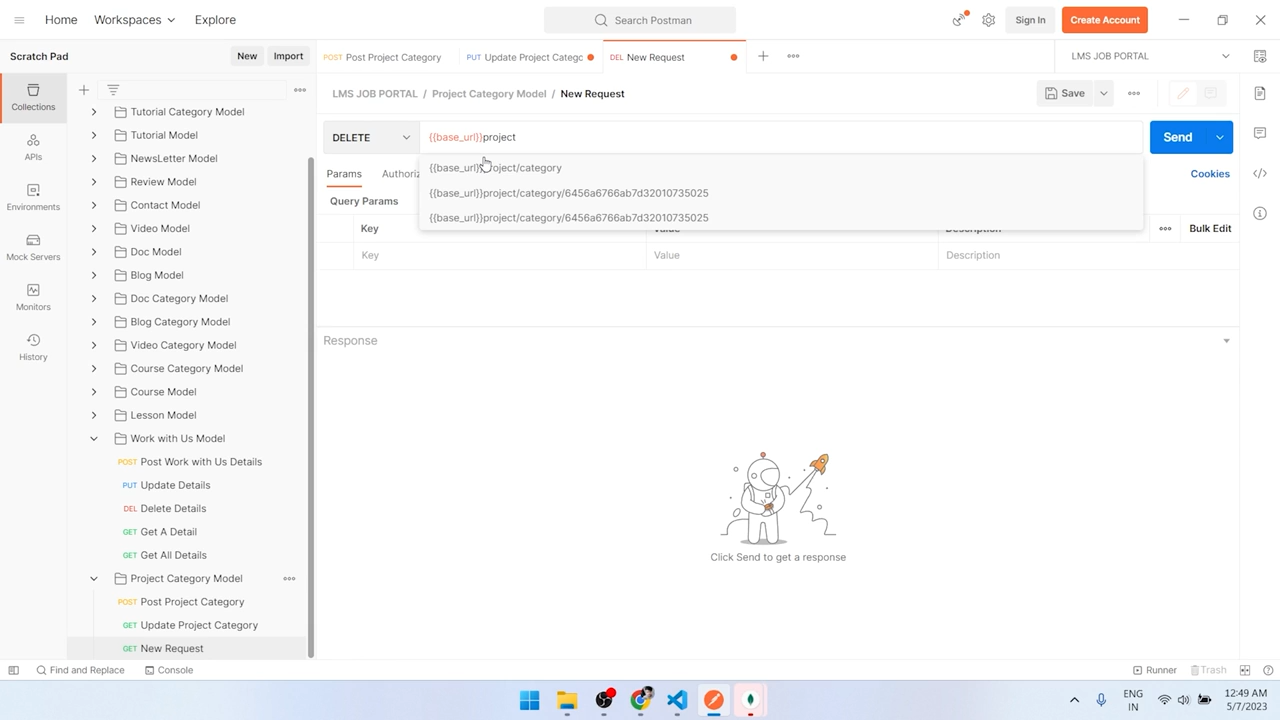 Home
Workspaces
Explore
Search Postman
Sign In
Create Account
Scratch Pad
New
Import
POST Post Project Category
PUT Update Project Catego
DEL New Request
LMS JOB PORTAL
Collections
APIs
Environments
Mock Servers
Monitors
History
Tutorial Category Model
Tutorial Model
NewsLetter Model
Review Model
Contact Model
Video Model
Doc Model
Blog Model
Doc Category Model
Blog Category Model
Video Category Model
Course Category Model
Course Model
Lesson Model
Work with Us Model
POST Post Work with Us Details
PUT Update Details
DEL Delete Details
GET Get A Detail
GET Get All Details
Project Category Model
POST Post Project Category
GET Update Project Category
GET New Request
LMS JOB PORTAL / Project Category Model / New Request
Save
DELETE
{{base_url}}project
Send
{{base_url}}project/category
{{base_url}}project/category/6456a6766ab7d32010735025
{{base_url}}project/category/6456a6766ab7d32010735025
Params
Authoriz
Cookies
Query Params
Key
Value
Description
Bulk Edit
Key
Value
Description
Response
Click Send to get a response
Find and Replace
Console
Runner
Trash
ENG
IN
12:49 AM
5/7/2023